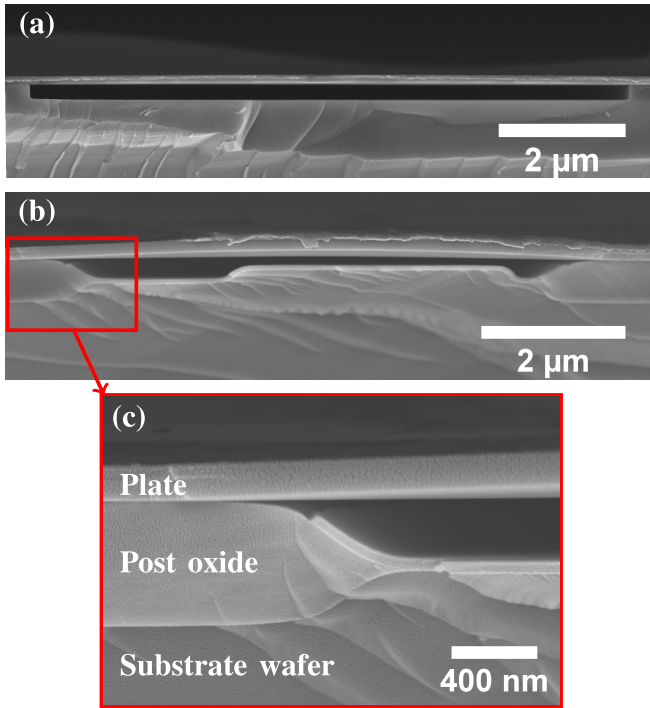 (a)
2 μm
(b)
2 μm
(c)
Plate
Post oxide
Substrate wafer
400 nm